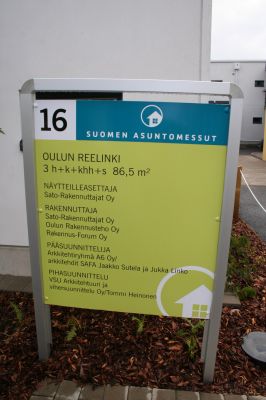 16
SUOMEN ASUNTOMESSUT
OULUN REELINKI
3 h+k+khh+s 86,5 m²
NÄYTTEILLEASETTAJA
Sato-Rakennuttajat Oy
RAKENNUTTAJA
Sato-Rakennuttajat Oy
Oulun Rakennusteho Oy
Rakennus-Forum Oy
PÄÄSUUNNITTELIJA
Arkkitehtiryhmä A6 Oy/
arkkitehdit SAFA Jaakko Sutela ja Jukka Linko
PIHASUUNNITTELU
VSU Arkkitehtuuri ja
vihersuunnittelu Oy/Tommi Heinonen